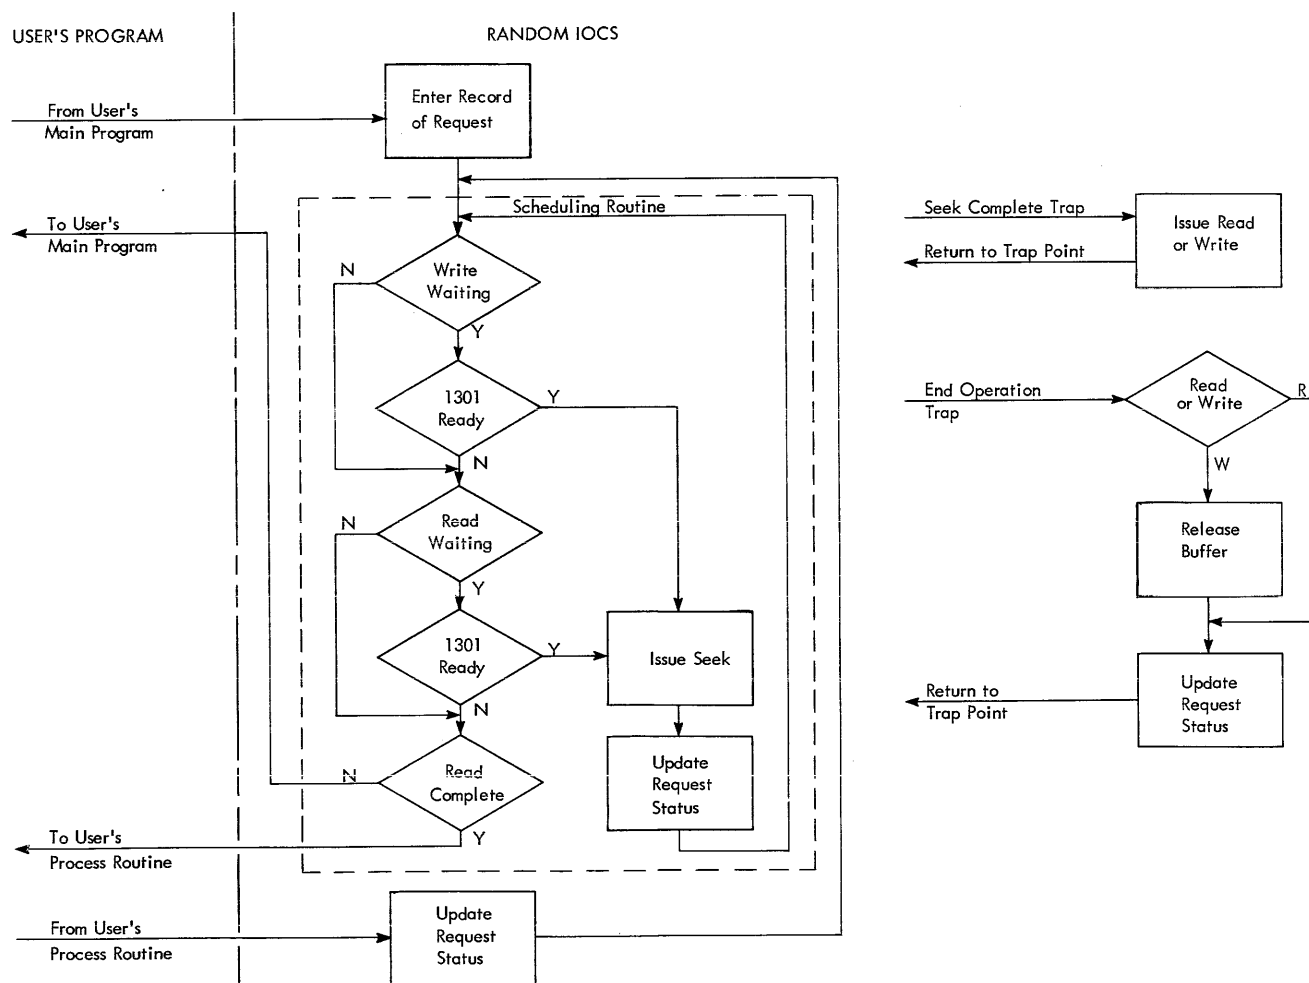 USER'S PROGRAM
RANDOM IOCS
From User's
Main Program
Enter Record
of Request
To User's
Main Program
Scheduling Routine
Write
Waiting
N
Y
1301
Ready
Y
N
Read
Waiting
N
Y
1301
Ready
Y
N
Issue Seek
Update
Request
Status
Read
Complete
N
Y
To User's
Process Routine
From User's
Process Routine
Update
Request
Status
Seek Complete Trap
Return to Trap Point
Issue Read
or Write
End Operation
Trap
Read
or Write
R
W
Release
Buffer
Return to
Trap Point
Update
Request
Status